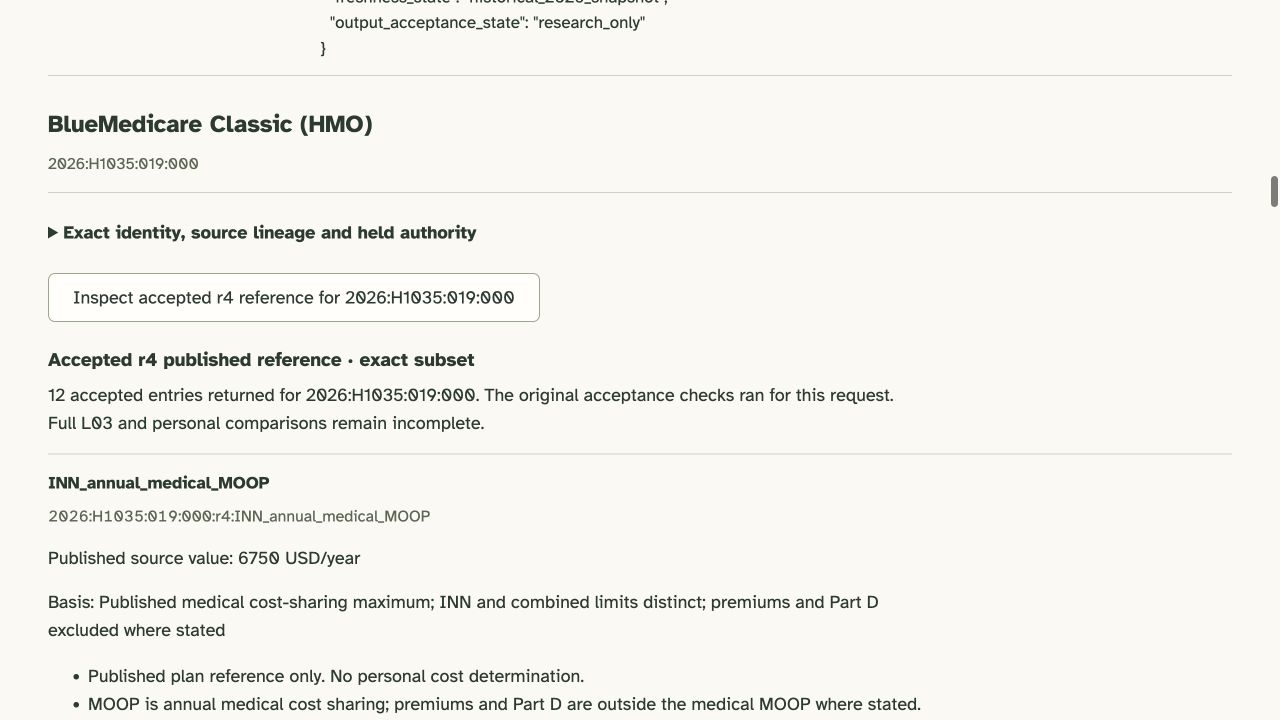 "output_acceptance_state": "research_only"
}
BlueMedicare Classic (HMO)
2026:H1035:019:000
Exact identity, source lineage and held authority
Inspect accepted r4 reference for 2026:H1035:019:000
Accepted r4 published reference · exact subset
12 accepted entries returned for 2026:H1035:019:000. The original acceptance checks ran for this request.
Full L03 and personal comparisons remain incomplete.
INN_annual_medical_MOOP
2026:H1035:019:000:r4:INN_annual_medical_MOOP
Published source value: 6750 USD/year
Basis: Published medical cost-sharing maximum; INN and combined limits distinct; premiums and Part D
excluded where stated
• Published plan reference only. No personal cost determination.
• MOOP is annual medical cost sharing; premiums and Part D are outside the medical MOOP where stated.